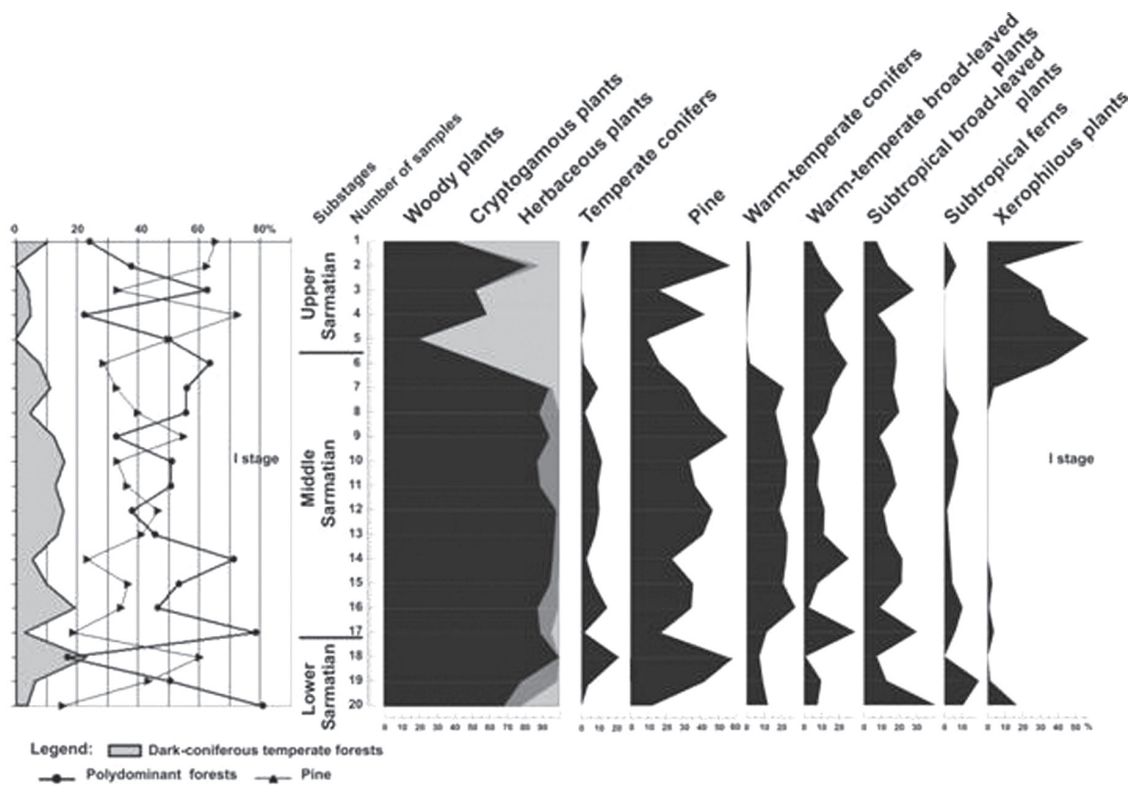 Substages
Number of samples
Woody plants
Cryptogamous plants
Herbaceous plants
Temperate conifers
Pine
Warm-temperate conifers
Warm-temperate broad-leaved
plants
Subtropical broad-leaved
plants
Subtropical ferns
Xerophilous plants
0 20 40 60 80%
Upper
Sarmatian
Middle
Sarmatian
Lower
Sarmatian
1
2
3
4
5
6
7
8
9
10
11
12
13
14
15
16
17
18
19
20
I stage
I stage
0 10 20 30 40 50 60 70 80 90
0 10 20
0 10 20 30 40 50 60
0 10 20
0 10 20
0 10 20 30
0 10
0 10 20 30 40 50 %
Legend: Dark-coniferous temperate forests
Polydominant forests Pine